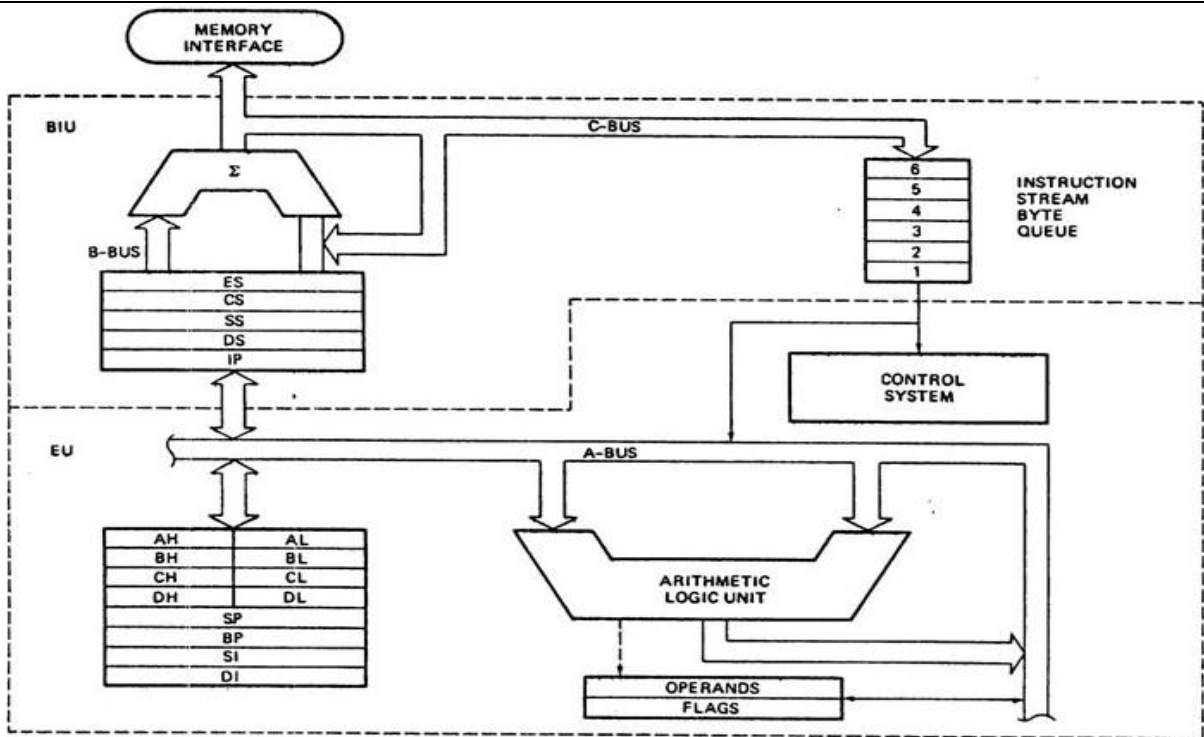 MEMORY
INTERFACE
BIU
C-BUS
Σ
6
5
4
3
2
1
INSTRUCTION
STREAM
BYTE
QUEUE
B-BUS
ES
CS
SS
DS
IP
CONTROL
SYSTEM
EU
A-BUS
AH AL
BH BL
CH CL
DH DL
SP
BP
SI
DI
ARITHMETIC
LOGIC UNIT
OPERANDS
FLAGS